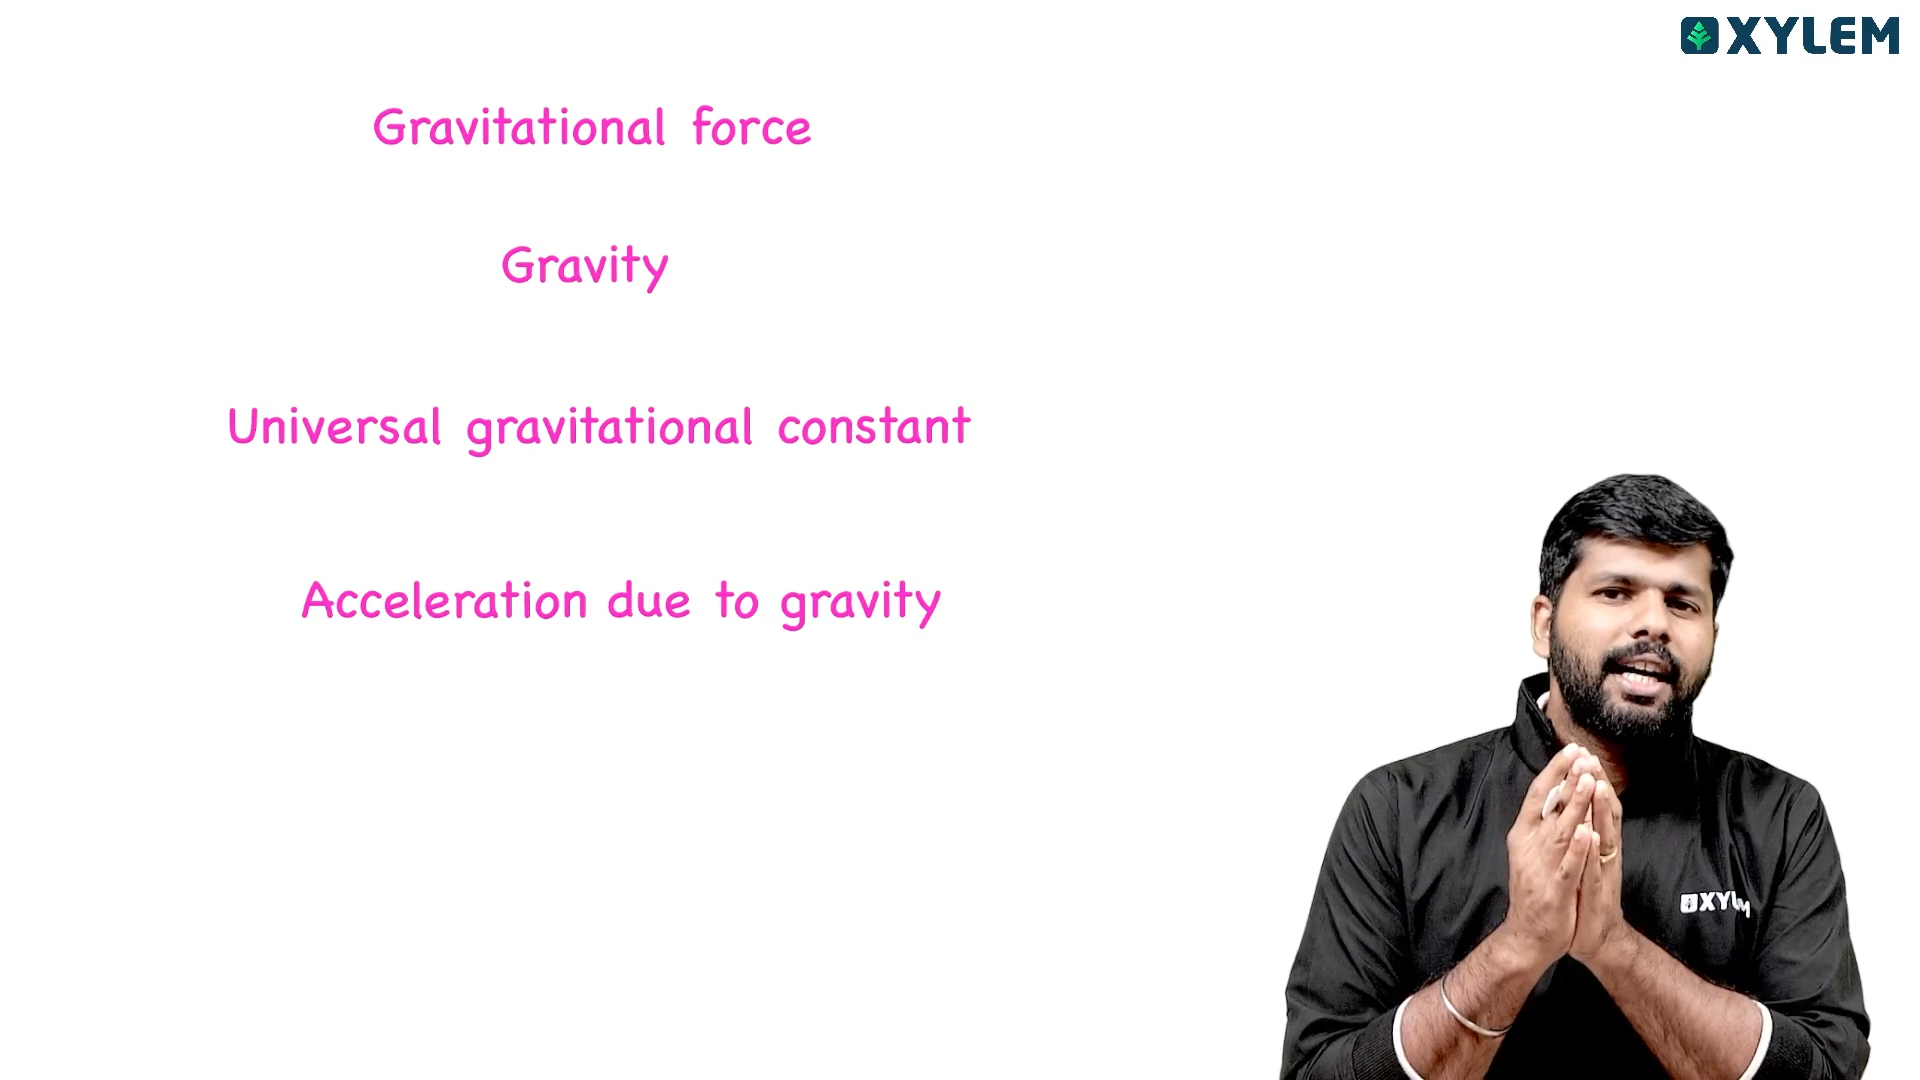 XYLEM
Gravitational force
Gravity
Universal gravitational constant
Acceleration due to gravity